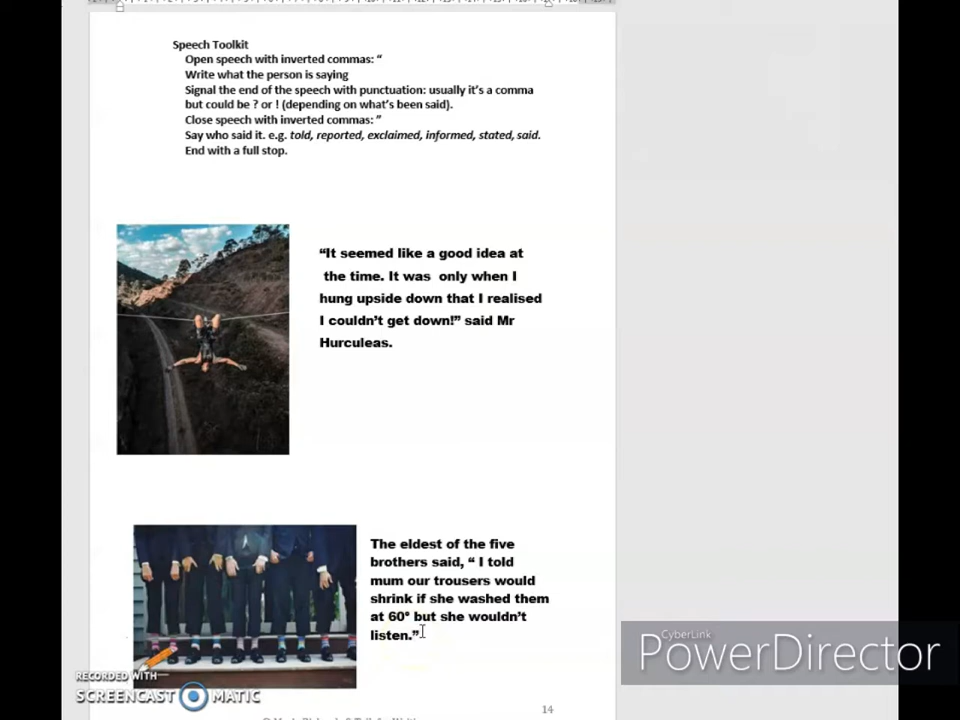 Speech Toolkit
Open speech with inverted commas: “
Write what the person is saying
Signal the end of the speech with punctuation: usually it’s a comma
but could be ? or ! (depending on what’s been said).
Close speech with inverted commas: ”
Say who said it. e.g. told, reported, exclaimed, informed, stated, said.
End with a full stop.
“It seemed like a good idea at
the time. It was only when I
hung upside down that I realised
I couldn’t get down!” said Mr
Hurculeas.
The eldest of the five
brothers said, “ I told
mum our trousers would
shrink if she washed them
at 60° but she wouldn’t
listen.”
CyberLink
PowerDirector
RECORDED WITH
SCREENCAST MATIC
14